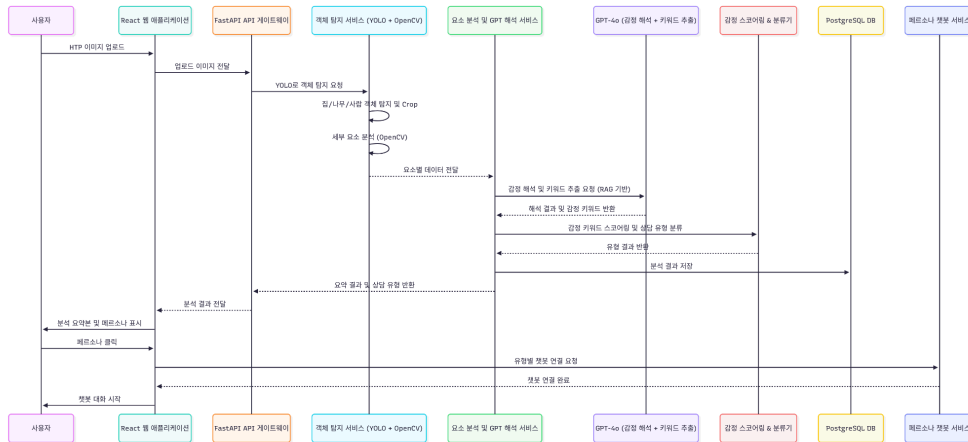 사용자
React 웹 애플리케이션
FastAPI API 게이트웨이
객체 탐지 서비스 (YOLO + OpenCV)
요소 분석 및 GPT 해석 서비스
GPT-4o (감정 해석 + 키워드 추출)
감정 스코어링 & 분류기
PostgreSQL DB
페르소나 챗봇 서비스
HTP 이미지 업로드
업로드 이미지 전달
YOLO로 객체 탐지 요청
집/나무/사람 객체 탐지 및 Crop
세부 요소 분석 (OpenCV)
요소별 데이터 전달
감정 해석 및 키워드 추출 요청 (RAG 기반)
해석 결과 및 감정 키워드 반환
감정 키워드 스코어링 및 상담 유형 분류
유형 결과 반환
분석 결과 저장
요약 결과 및 상담 유형 반환
분석 결과 전달
분석 요약본 및 페르소나 표시
페르소나 클릭
유형별 챗봇 연결 요청
챗봇 연결 완료
챗봇 대화 시작
사용자
React 웹 애플리케이션
FastAPI API 게이트웨이
객체 탐지 서비스 (YOLO + OpenCV)
요소 분석 및 GPT 해석 서비스
GPT-4o (감정 해석 + 키워드 추출)
감정 스코어링 & 분류기
PostgreSQL DB
페르소나 챗봇 서비스